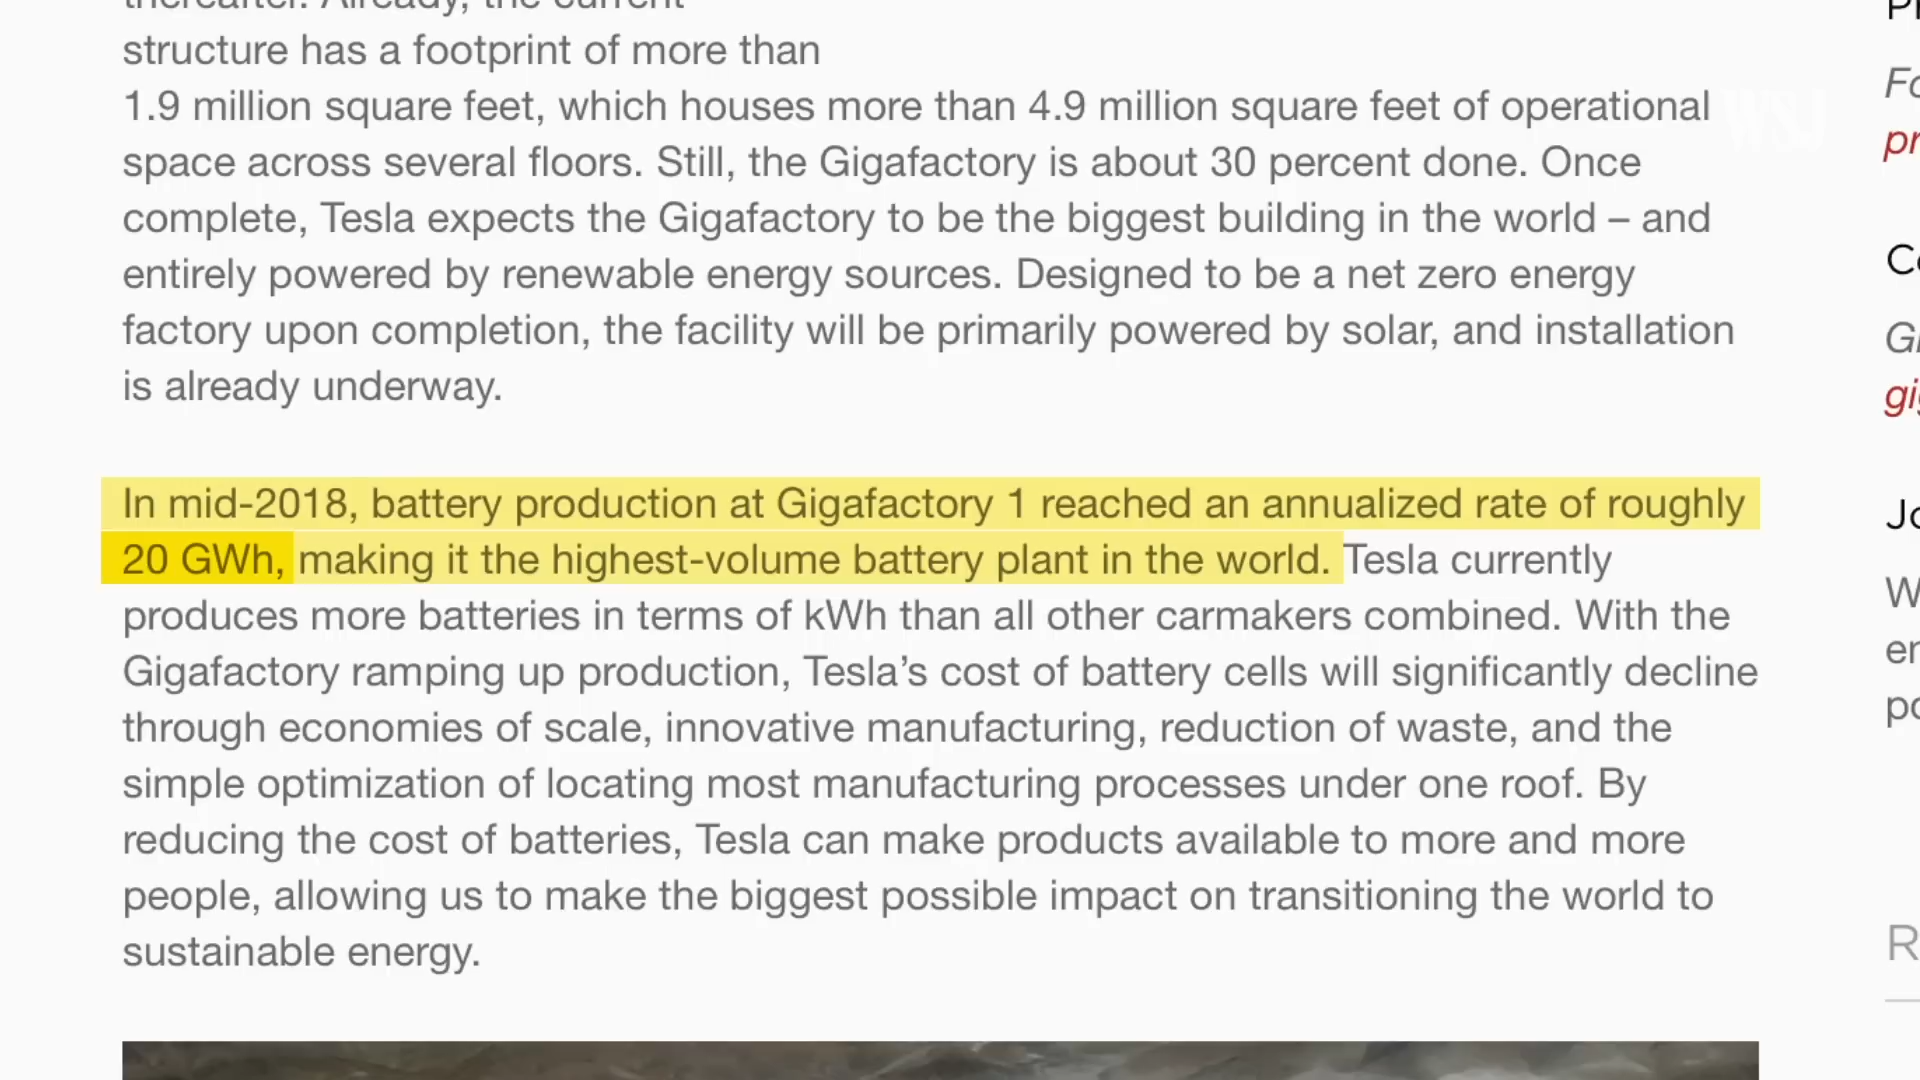 thereafter. Already, the current
structure has a footprint of more than
1.9 million square feet, which houses more than 4.9 million square feet of operational
space across several floors. Still, the Gigafactory is about 30 percent done. Once
complete, Tesla expects the Gigafactory to be the biggest building in the world – and
entirely powered by renewable energy sources. Designed to be a net zero energy
factory upon completion, the facility will be primarily powered by solar, and installation
is already underway.
In mid-2018, battery production at Gigafactory 1 reached an annualized rate of roughly
20 GWh, making it the highest-volume battery plant in the world. Tesla currently
produces more batteries in terms of kWh than all other carmakers combined. With the
Gigafactory ramping up production, Tesla’s cost of battery cells will significantly decline
through economies of scale, innovative manufacturing, reduction of waste, and the
simple optimization of locating most manufacturing processes under one roof. By
reducing the cost of batteries, Tesla can make products available to more and more
people, allowing us to make the biggest possible impact on transitioning the world to
sustainable energy.
WSJ